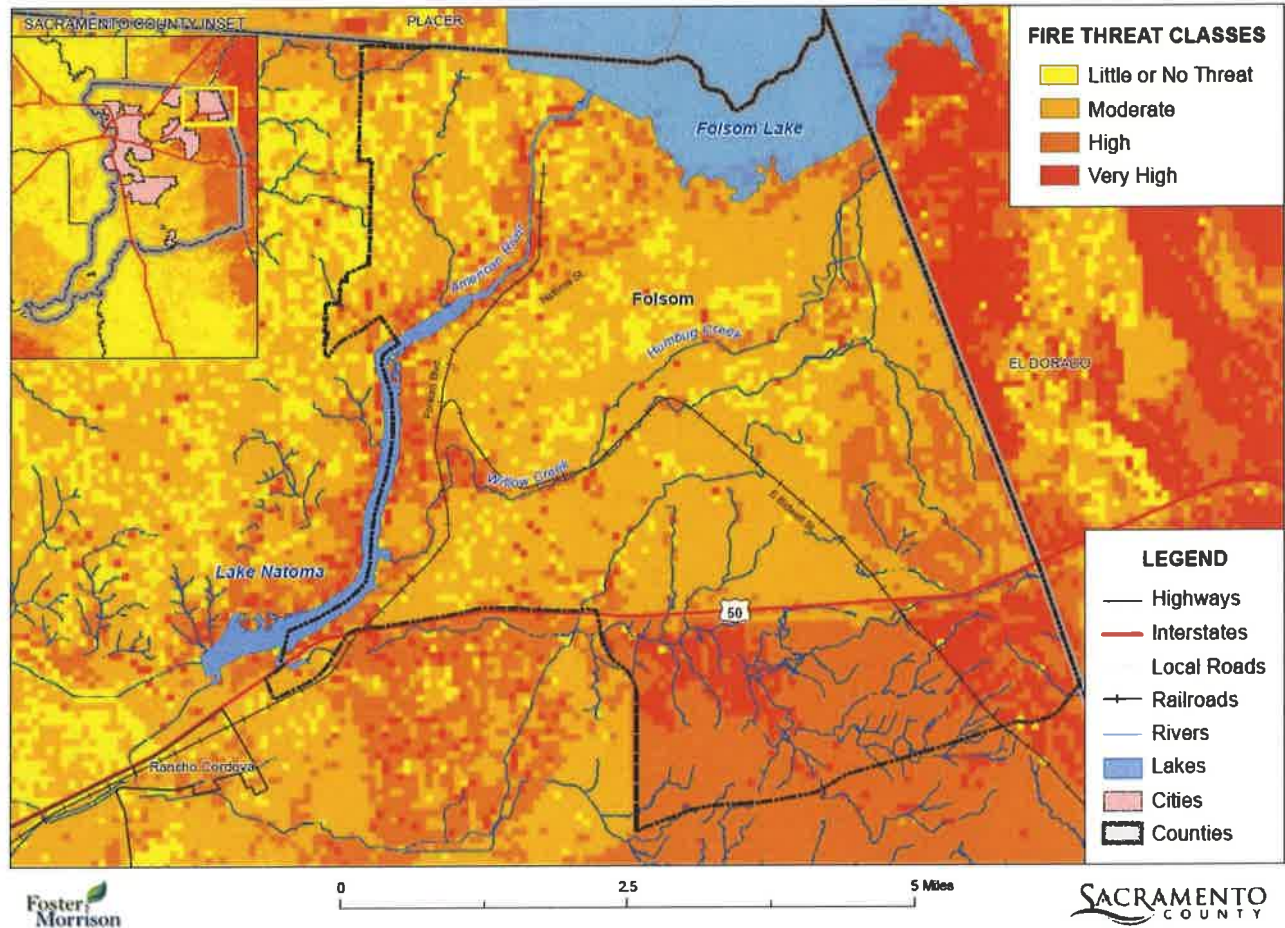 SACRAMENTO COUNTY INSET
PLACER
FIRE THREAT CLASSES
Little or No Threat
Moderate
High
Very High
Folsom Lake
American River
Natoma St
Folsom
Humbug Creek
EL DORADO
Folsom Blvd
Willow Creek
E Bidwell St
Lake Natoma
50
Rancho Cordova
LEGEND
Highways
Interstates
Local Roads
Railroads
Rivers
Lakes
Cities
Counties
Foster
Morrison
0
2.5
5 Miles
SACRAMENTO
COUNTY